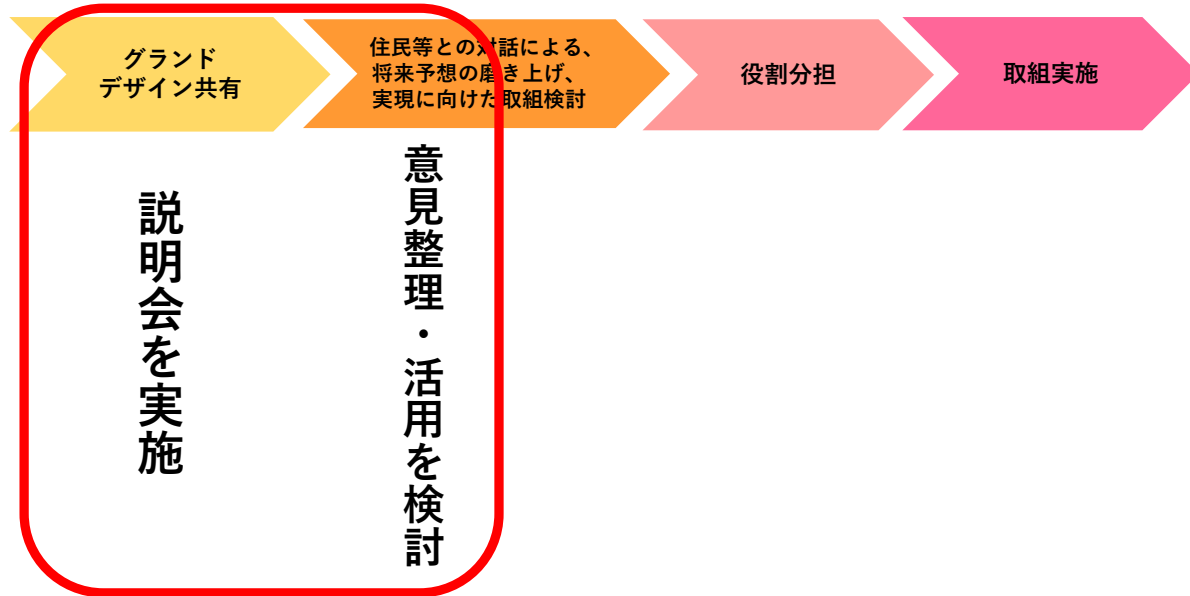 グランド
デザイン共有
住民等との対話による、
将来予想の磨き上げ、
実現に向けた取組検討
役割分担
取組実施
説明会を実施
意見整理・活用を検討